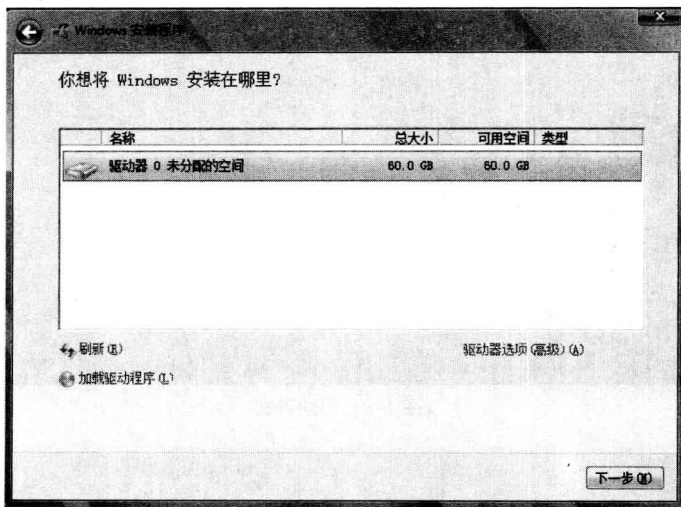 Windows 安装程序
你想将 Windows 安装在哪里?
名称 总大小 可用空间 类型
驱动器 0 未分配的空间 60.0 GB 60.0 GB
刷新(R)
驱动器选项(高级)(A)
加载驱动程序(L)
下一步(N)